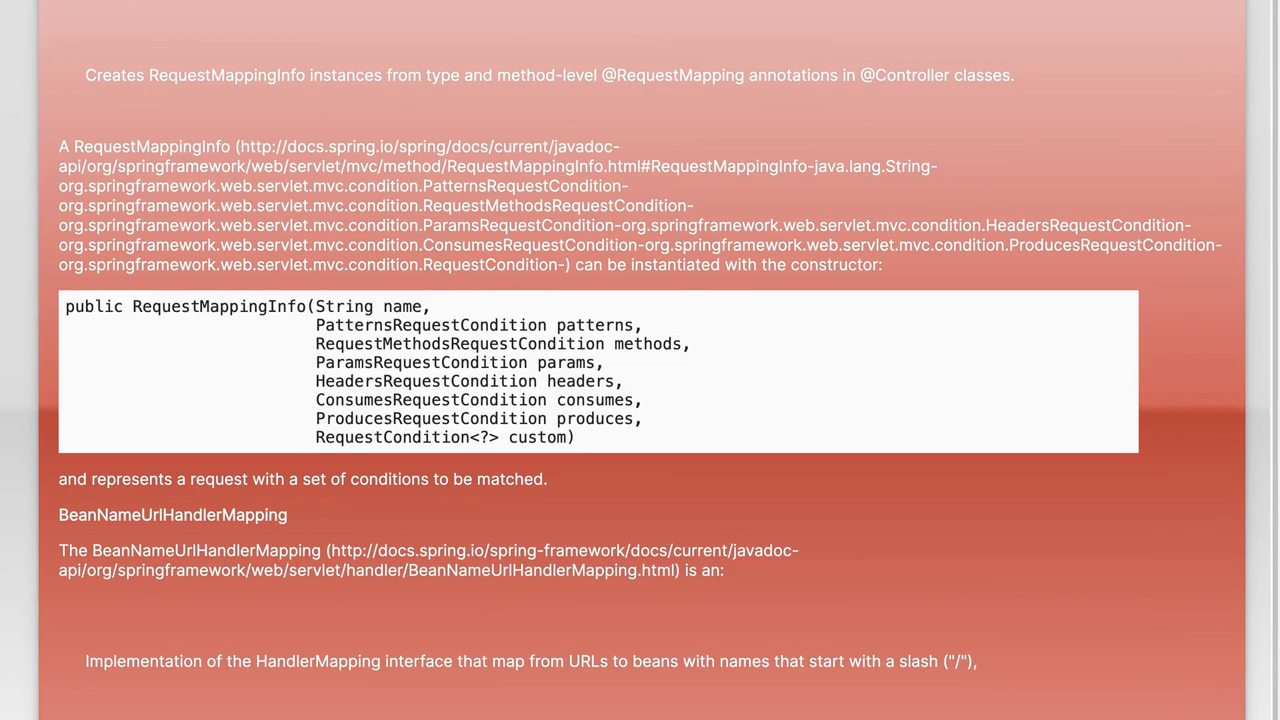 Creates RequestMappingInfo instances from type and method-level @RequestMapping annotations in @Controller classes.
A RequestMappingInfo (http://docs.spring.io/spring/docs/current/javadoc-
api/org/springframework/web/servlet/mvc/method/RequestMappingInfo.html#RequestMappingInfo-java.lang.String-
org.springframework.web.servlet.mvc.condition.PatternsRequestCondition-
org.springframework.web.servlet.mvc.condition.RequestMethodsRequestCondition-
org.springframework.web.servlet.mvc.condition.ParamsRequestCondition-org.springframework.web.servlet.mvc.condition.HeadersRequestCondition-
org.springframework.web.servlet.mvc.condition.ConsumesRequestCondition-org.springframework.web.servlet.mvc.condition.ProducesRequestCondition-
org.springframework.web.servlet.mvc.condition.RequestCondition-) can be instantiated with the constructor:
public RequestMappingInfo(String name,
PatternsRequestCondition patterns,
RequestMethodsRequestCondition methods,
ParamsRequestCondition params,
HeadersRequestCondition headers,
ConsumesRequestCondition consumes,
ProducesRequestCondition produces,
RequestCondition<?> custom)
and represents a request with a set of conditions to be matched.
BeanNameUrlHandlerMapping
The BeanNameUrlHandlerMapping (http://docs.spring.io/spring-framework/docs/current/javadoc-
api/org/springframework/web/servlet/handler/BeanNameUrlHandlerMapping.html) is an:
Implementation of the HandlerMapping interface that map from URLs to beans with names that start with a slash ("/"),